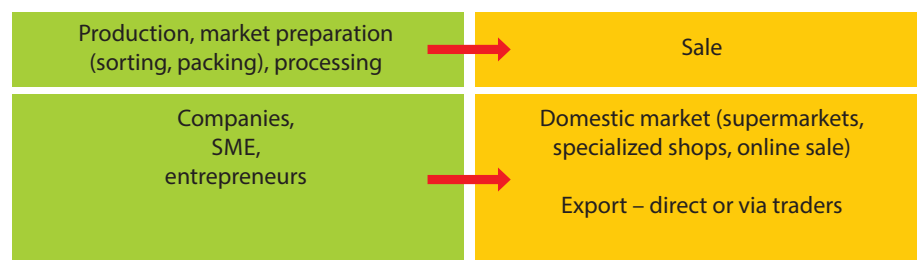 Production, market preparation
(sorting, packing), processing
Sale
Companies,
SME,
entrepreneurs
Domestic market (supermarkets,
specialized shops, online sale)
Export – direct or via traders